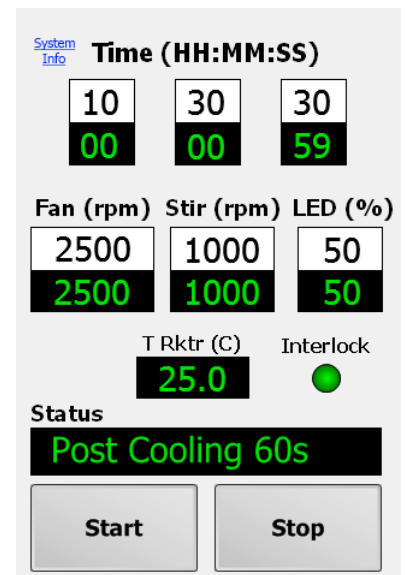 System
Info
Time (HH:MM:SS)
10 30 30
00 00 59
Fan (rpm) Stir (rpm) LED (%)
2500 1000 50
2500 1000 50
T Rktr (C) Interlock
25.0
Status
Post Cooling 60s
Start Stop